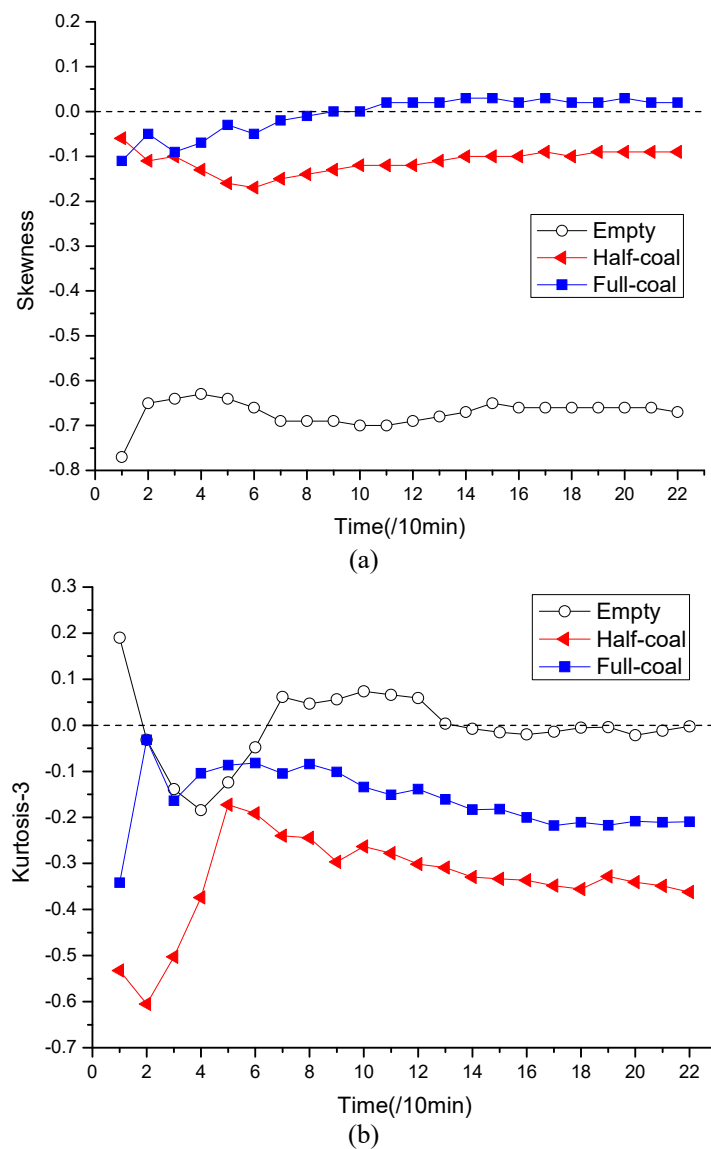 0.2
0.1
0.0
-0.1
-0.2
-0.3
-0.4
-0.5
-0.6
-0.7
-0.8
Skewness
Empty
Half-coal
Full-coal
0 2 4 6 8 10 12 14 16 18 20 22
Time(/10min)
(a)
0.3
0.2
0.1
0.0
-0.1
-0.2
-0.3
-0.4
-0.5
-0.6
-0.7
Kurtosis-3
Empty
Half-coal
Full-coal
0 2 4 6 8 10 12 14 16 18 20 22
Time(/10min)
(b)